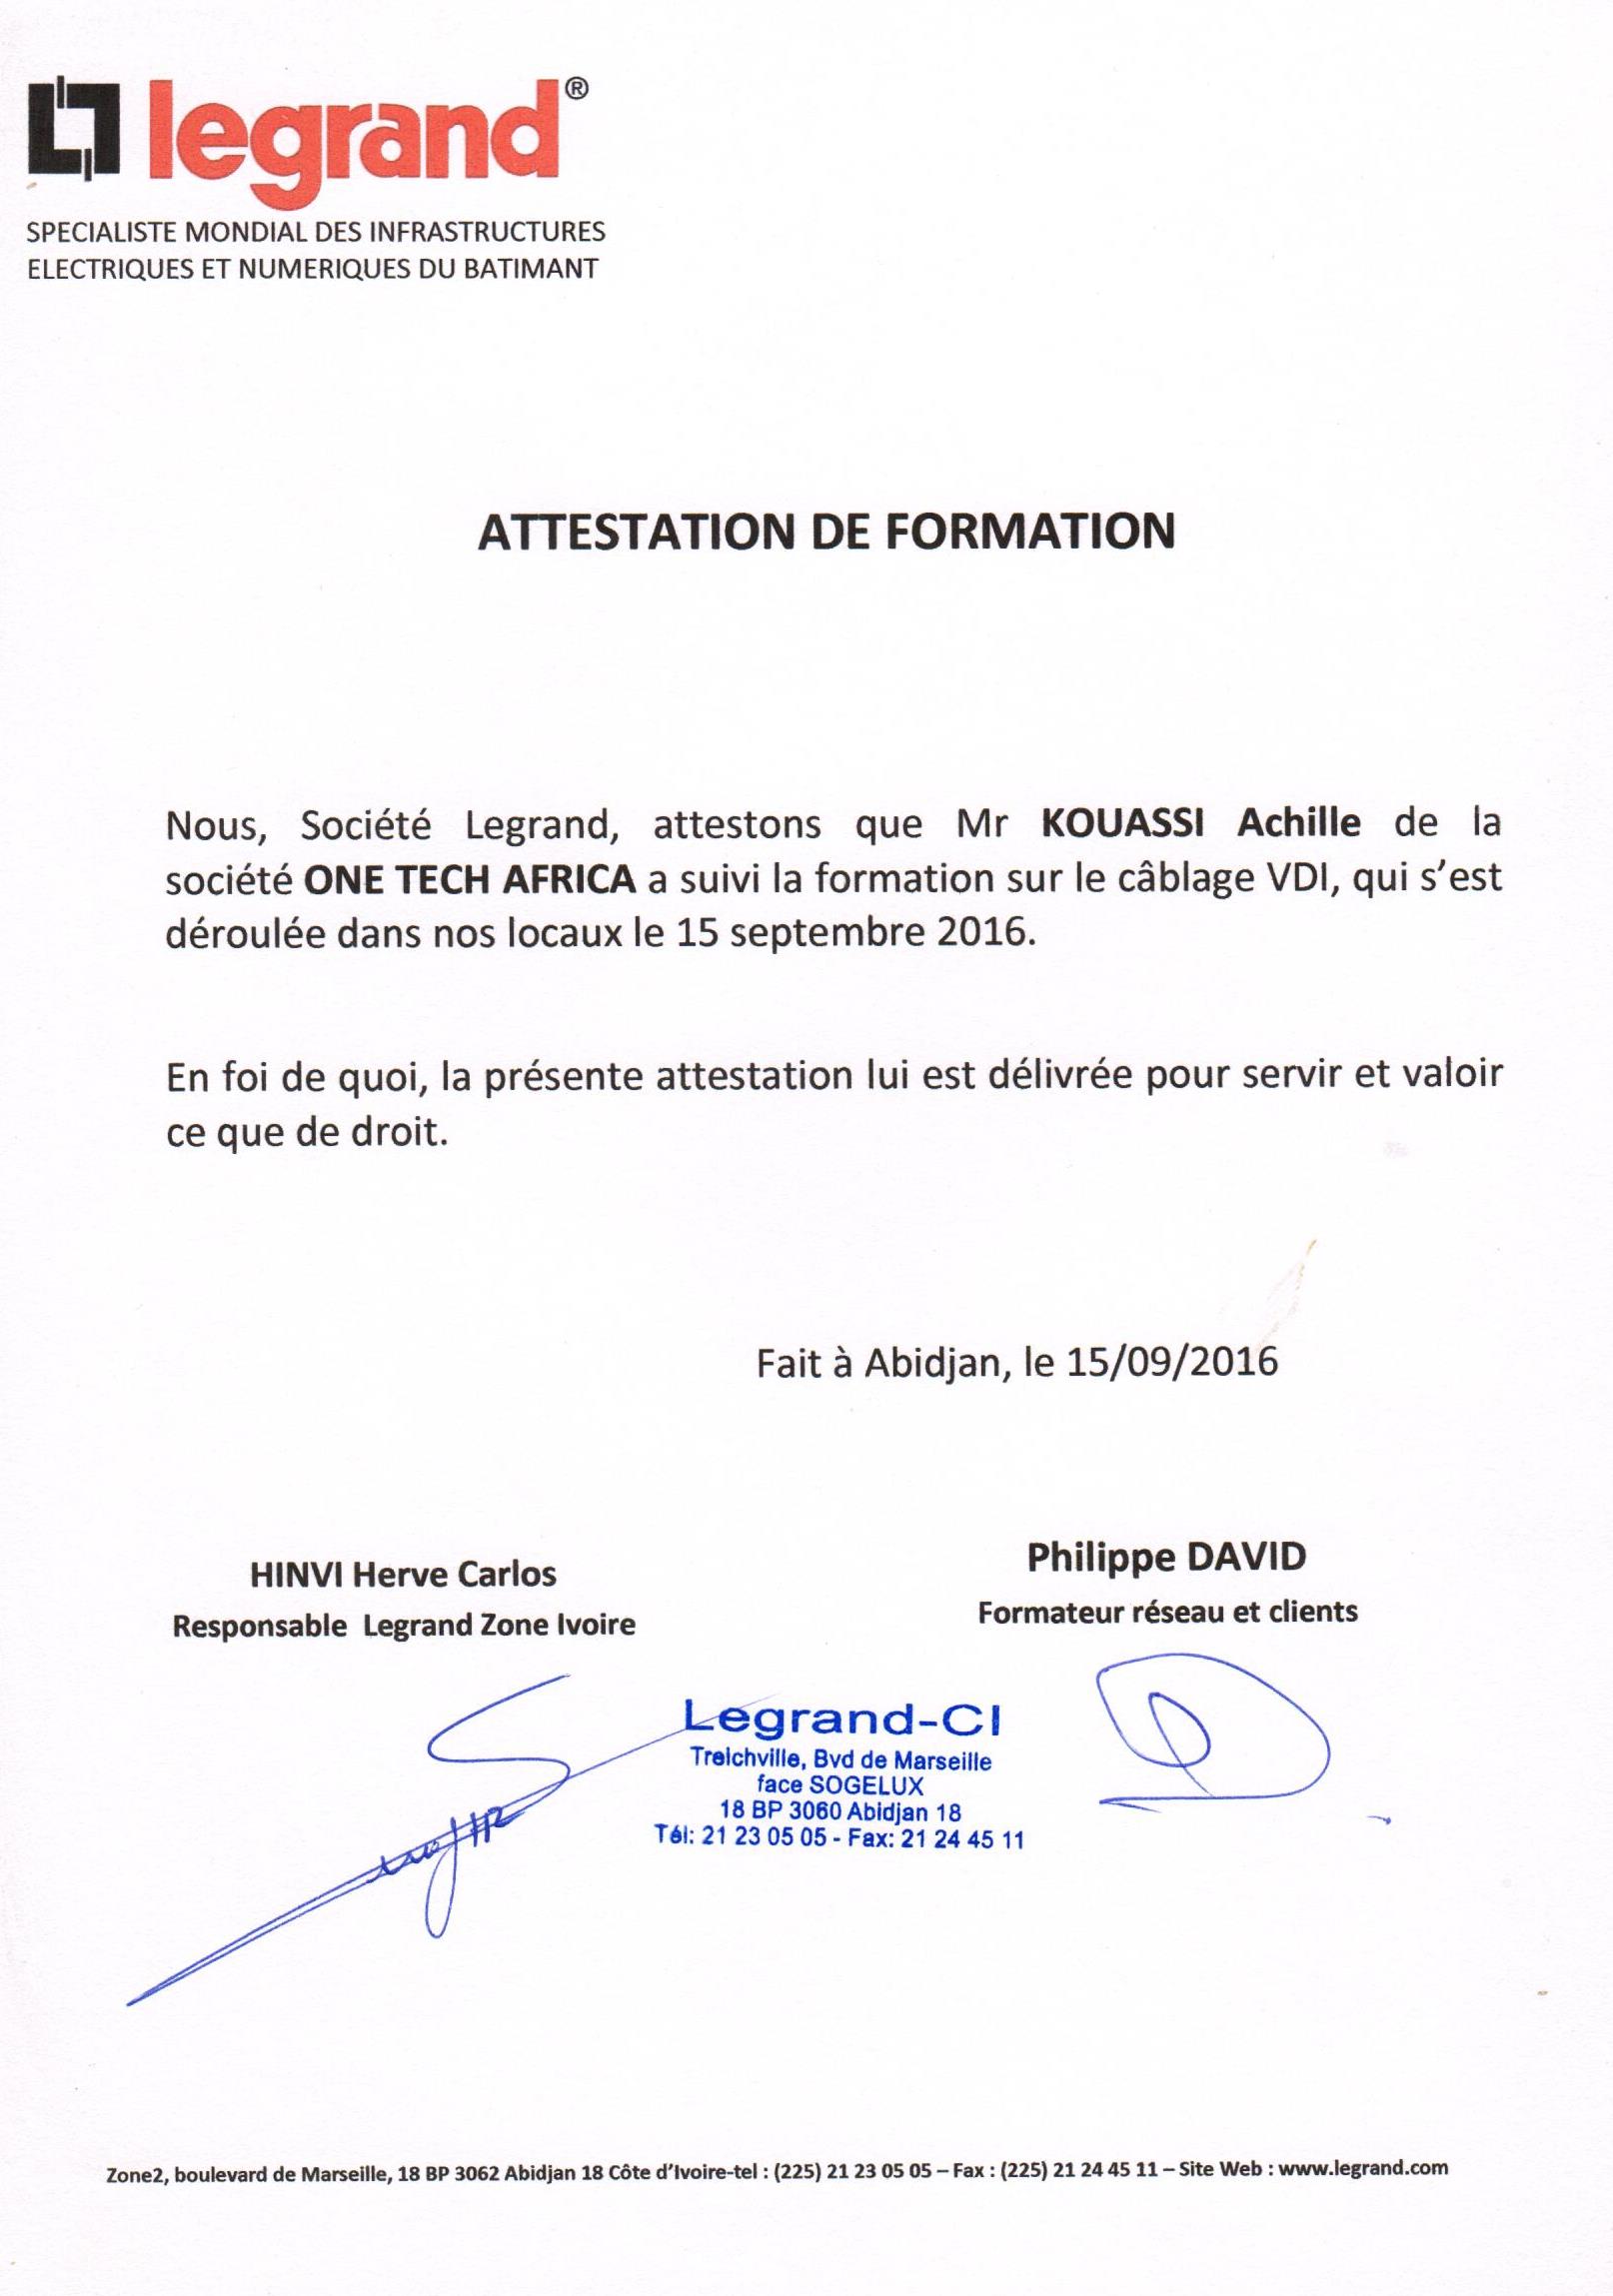 legrand®
SPECIALISTE MONDIAL DES INFRASTRUCTURES
ELECTRIQUES ET NUMERIQUES DU BATIMANT
ATTESTATION DE FORMATION
Nous, Société Legrand, attestons que Mr KOUASSI Achille de la
société ONE TECH AFRICA a suivi la formation sur le câblage VDI, qui s'est
déroulée dans nos locaux le 15 septembre 2016.
En foi de quoi, la présente attestation lui est délivrée pour servir et valoir
ce que de droit.
Fait à Abidjan, le 15/09/2016
HINVI Herve Carlos
Responsable Legrand Zone Ivoire
Philippe DAVID
Formateur réseau et clients
Legrand-CI
Treichville, Bvd de Marseille
face SOGELUX
18 BP 3060 Abidjan 18
Tél: 21 23 05 05 - Fax: 21 24 45 11
Zone2, boulevard de Marseille, 18 BP 3062 Abidjan 18 Côte d'Ivoire-tel : (225) 21 23 05 05 – Fax : (225) 21 24 45 11 – Site Web : www.legrand.com